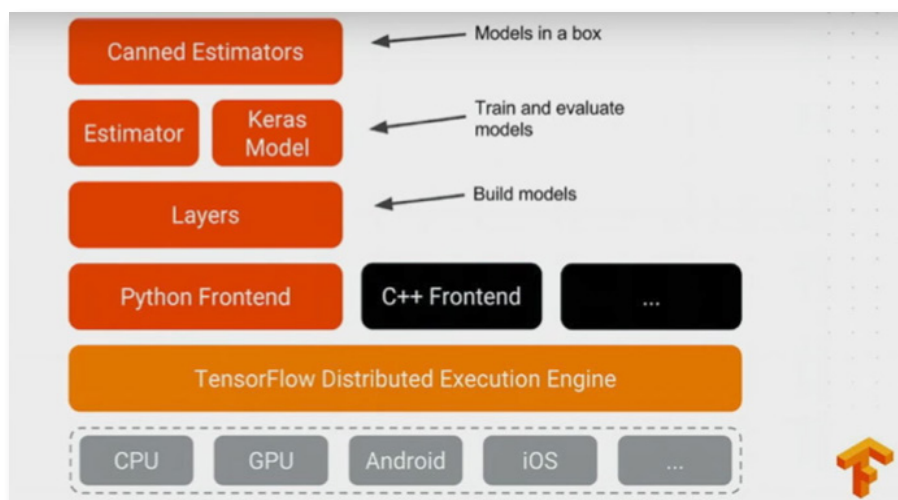 Canned Estimators
Models in a box
Estimator
Keras
Model
Train and evaluate
models
Layers
Build models
Python Frontend
C++ Frontend
...
TensorFlow Distributed Execution Engine
CPU
GPU
Android
iOS
...